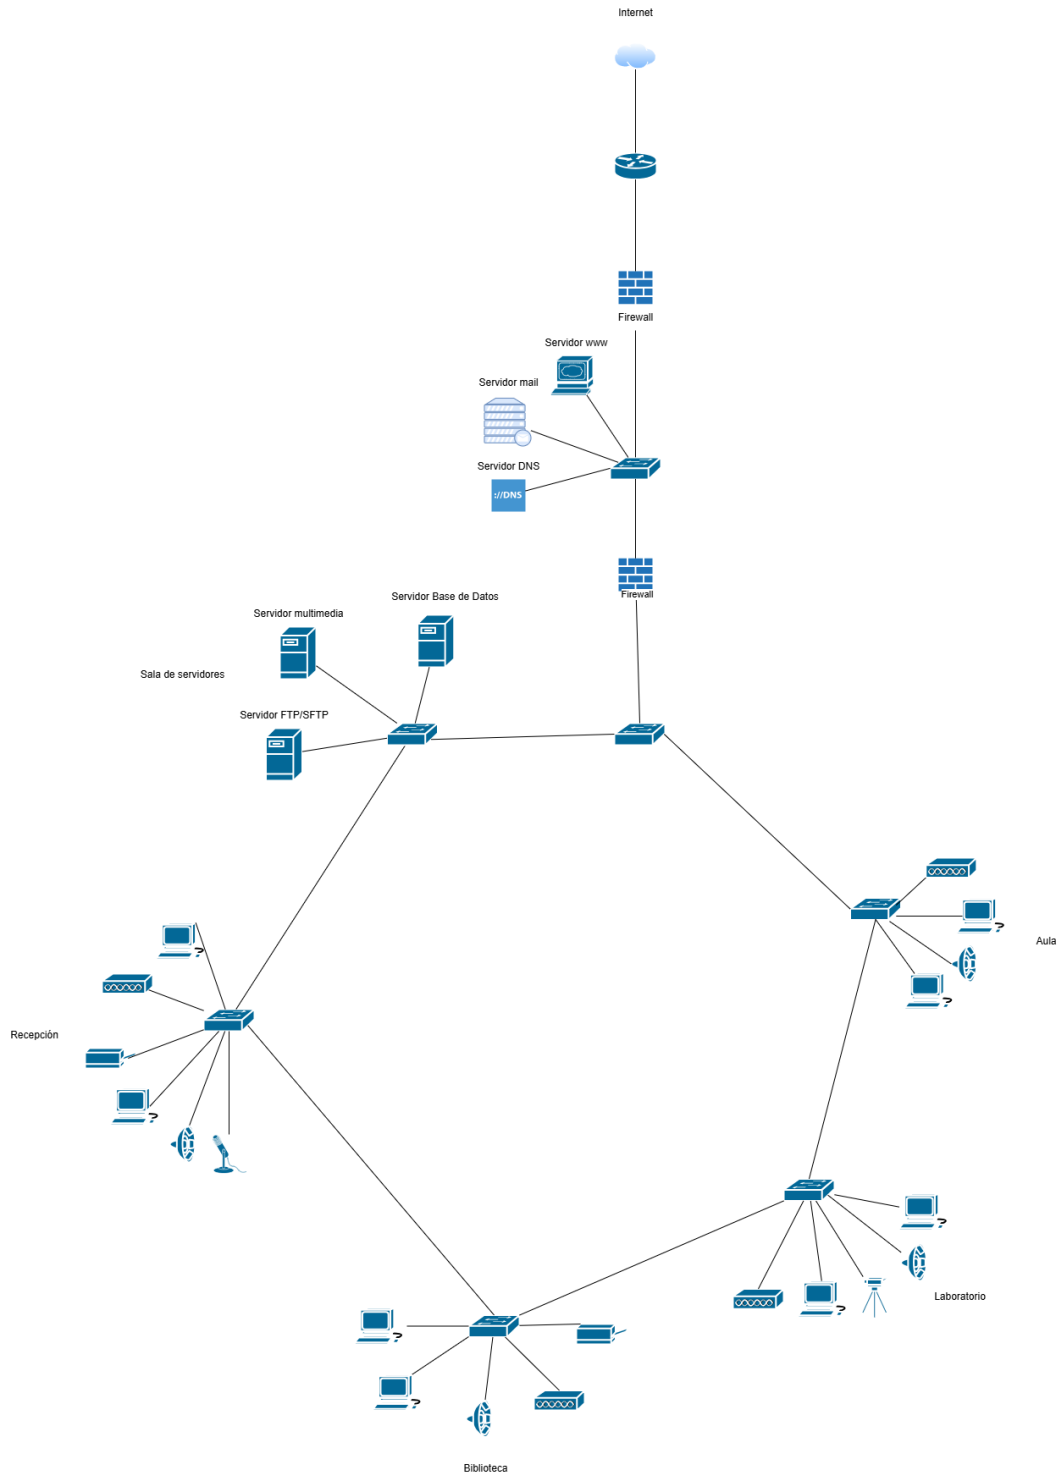 Internet
Firewall
Servidor www
Servidor mail
Servidor DNS
://DNS
Firewall
Servidor Base de Datos
Servidor multimedia
Sala de servidores
Servidor FTP/SFTP
Aula
?
?
?
Recepción
?
?
Laboratorio
?
?
?
Biblioteca